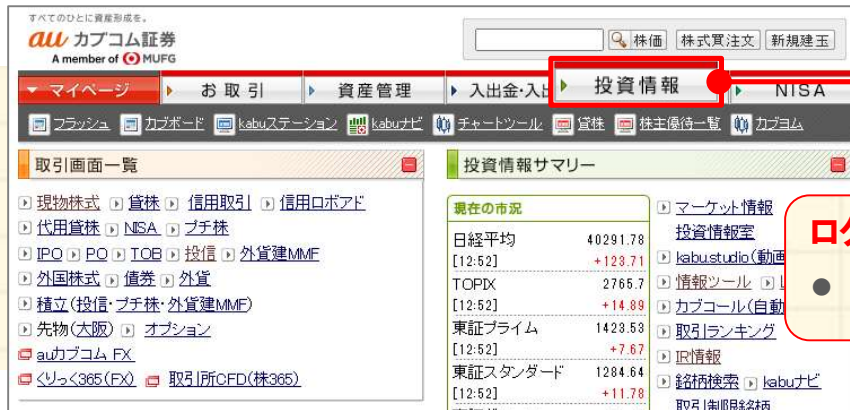 すべてのひとに資産形成を。
au カブコム証券
A member of MUFG
株価 株式買注文 新規建玉
マイページ お取引 資産管理 入出金・入出 投資情報 NISA
フラッシュ カブボード kabuステーション kabuナビ チャートツール 貸株 株主優待一覧 カブヨム
取引画面一覧
現物株式 貸株 信用取引 信用ロボアド
代用貸株 NISA プチ株
IPO PO TOB 投信 外貨建MMF
外国株式 債券 外貨
積立(投信・プチ株・外貨建MMF)
先物(大阪) オプション
auカブコム FX
くりっく365(FX) 取引所CFD(株365)
投資情報サマリー
現在の市況
日経平均 40291.78
[12:52] +123.71
TOPIX 2765.7
[12:52] +14.89
東証プライム 1423.53
[12:52] +7.67
東証スタンダード 1284.64
[12:52] +11.78
マーケット情報
投資情報室
kabu.studio(動画
情報ツール
カブコール(自動
取引ランキング
IR情報
銘柄検索 kabuナビ
取引制限銘柄
ログ
●